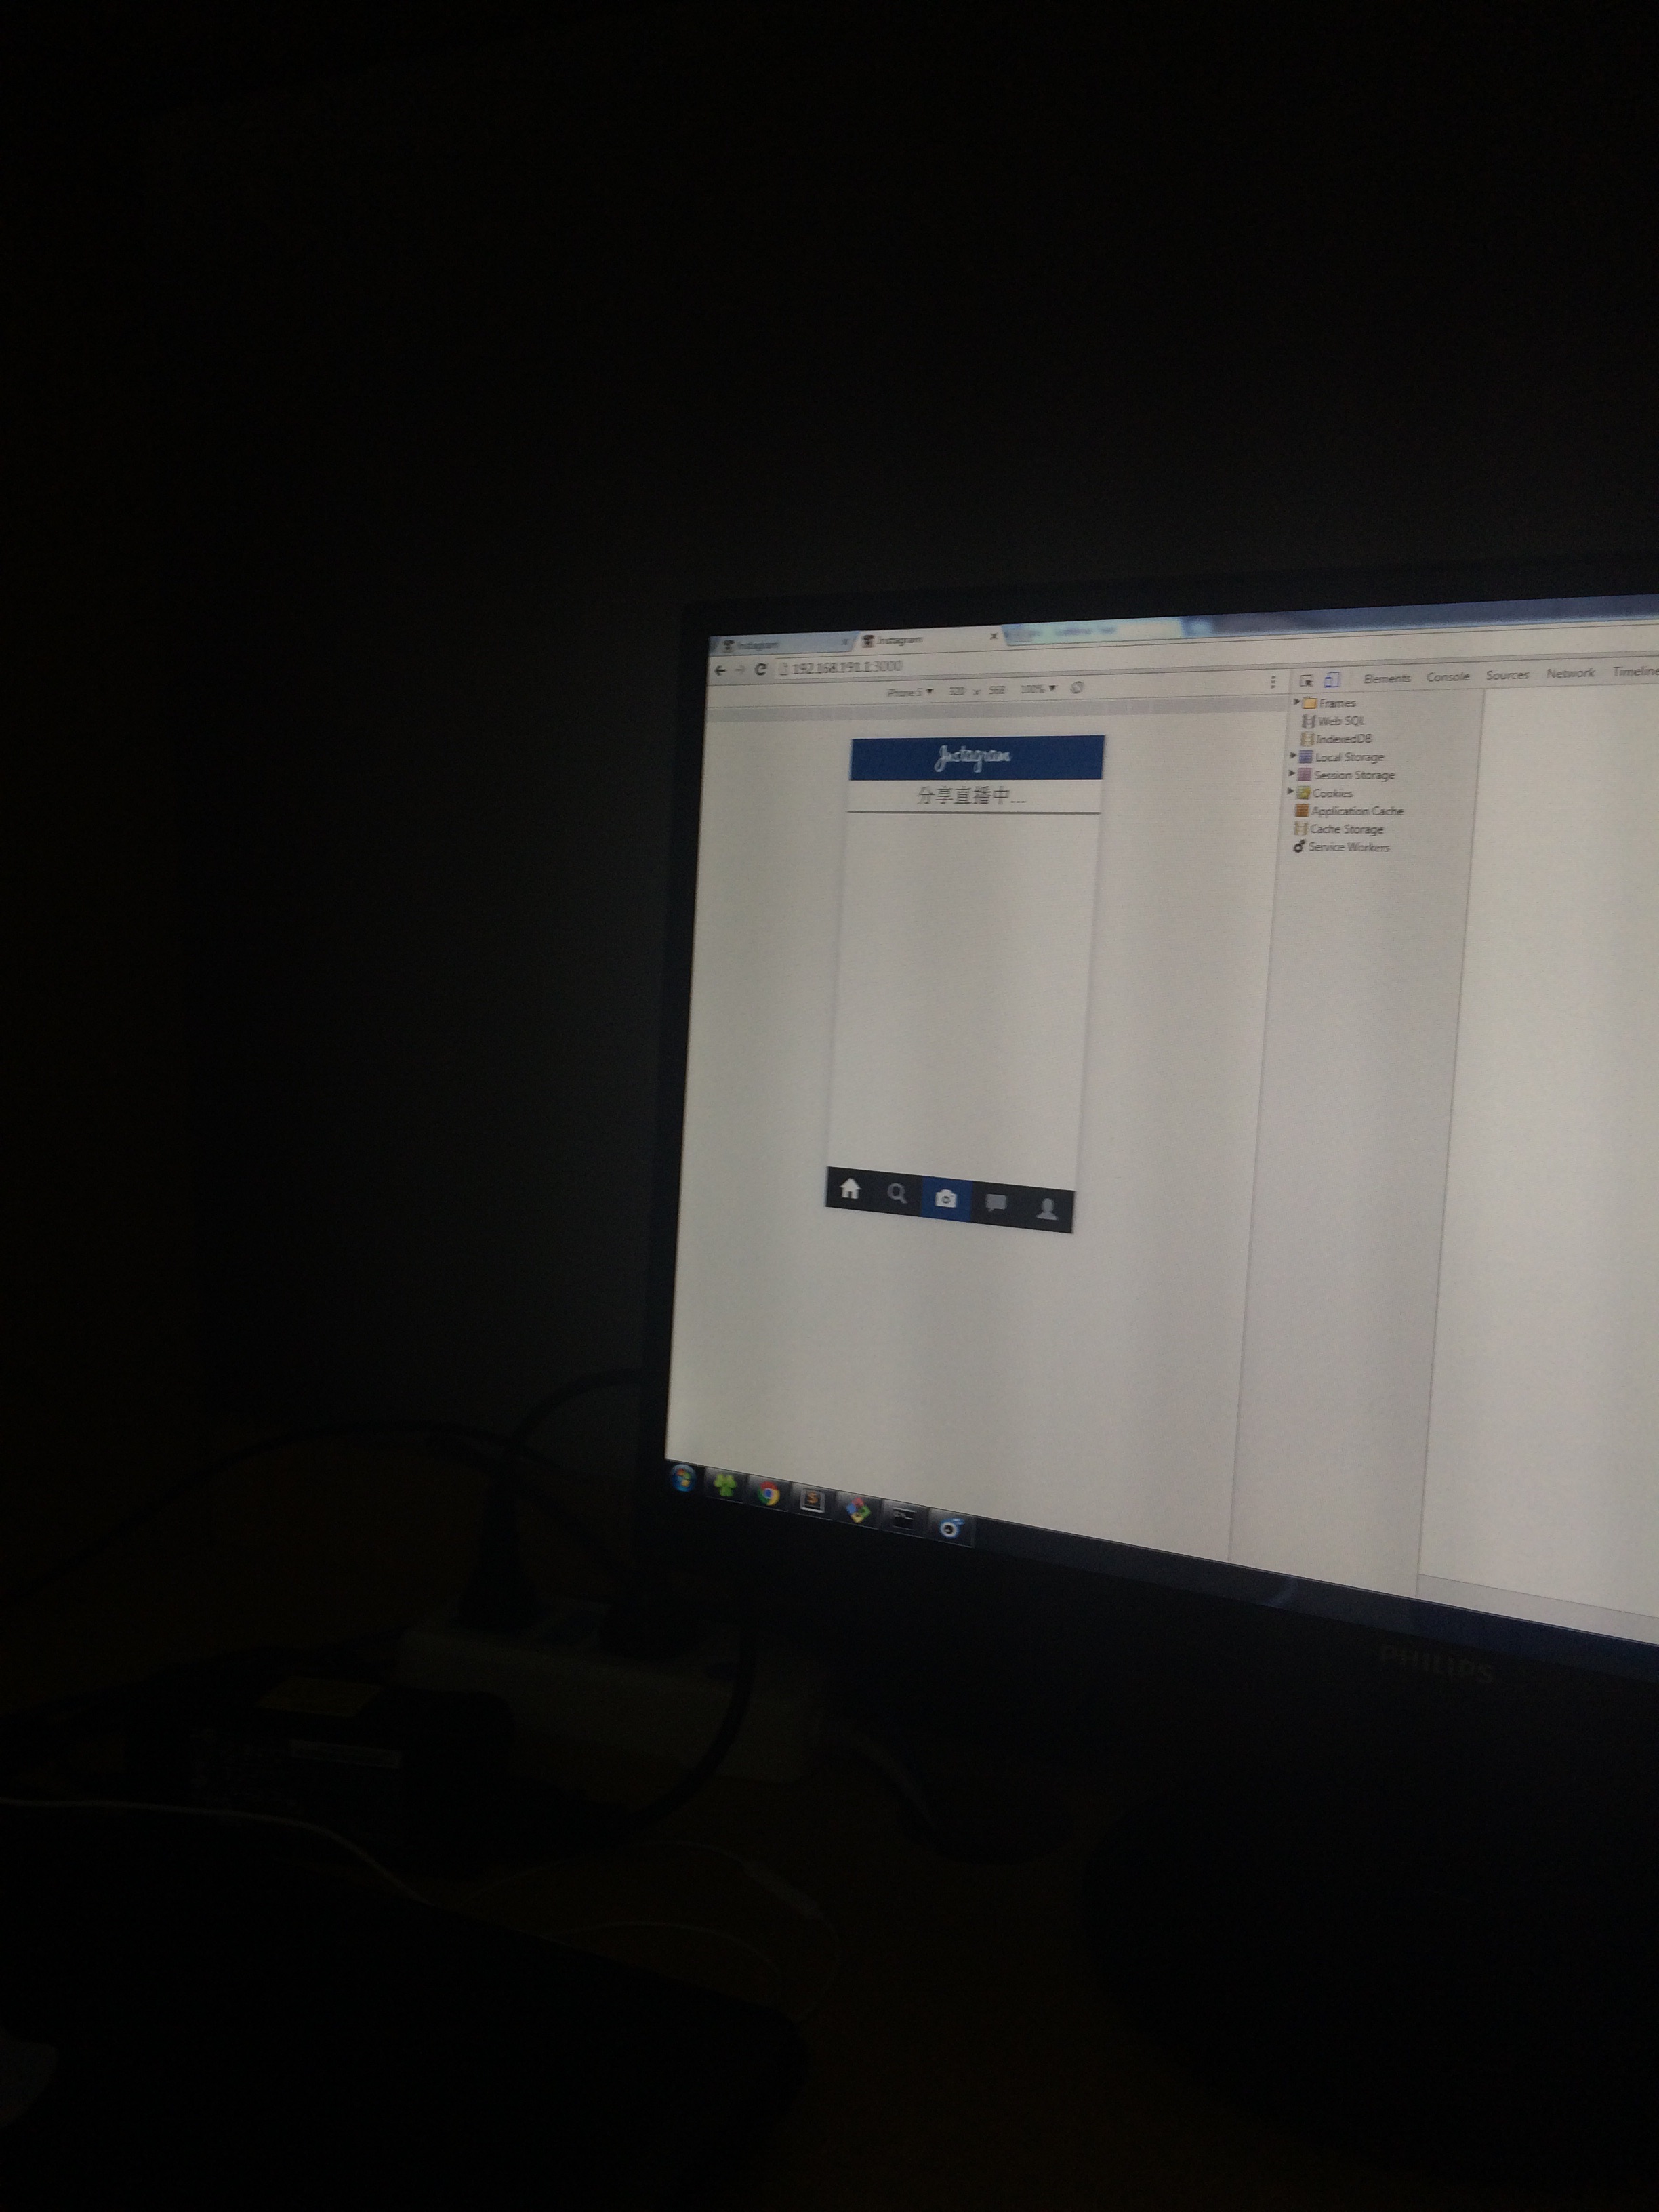 Instagram
Instagram
192.168.191.1:3000
iPhone 5 320 x 568 100%
Elements Console Sources Network Timeline
Frames
Web SQL
IndexedDB
Local Storage
Session Storage
Cookies
Application Cache
Cache Storage
Service Workers
Instagram
分享直播中...
PHILIPS